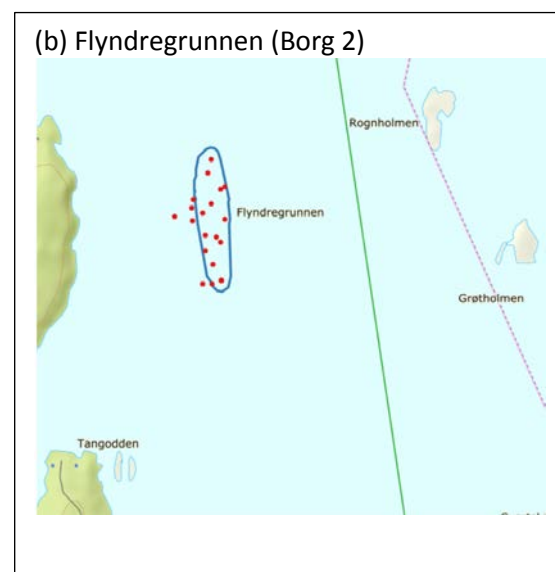 (b) Flyndregrunnen (Borg 2)
Rognholmen
Flyndregrunnen
Grøtholmen
Tangodden